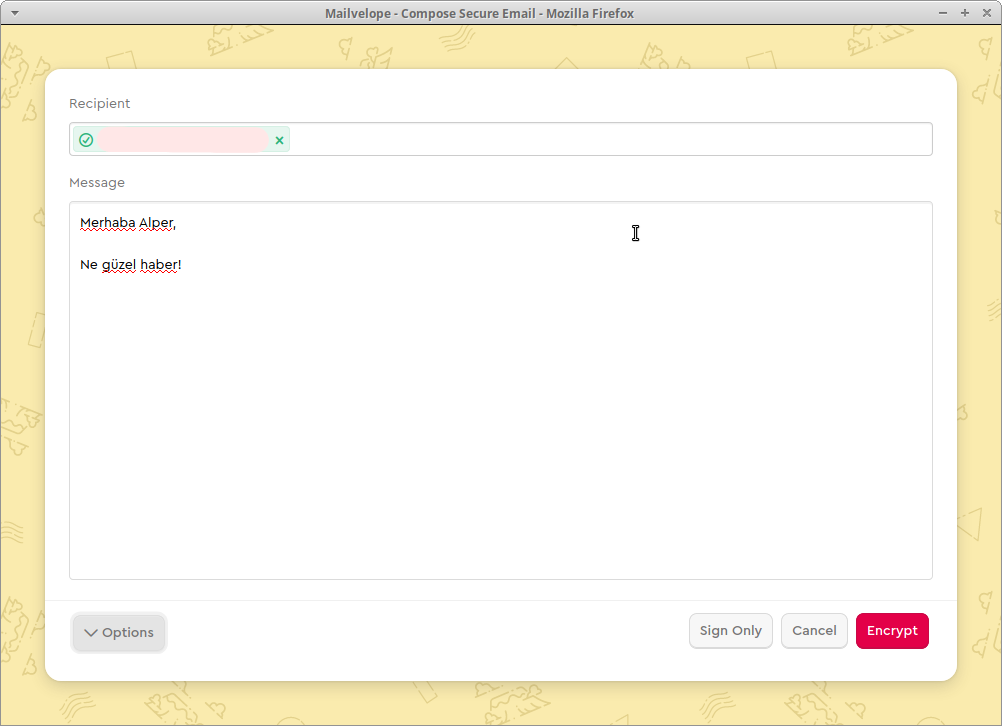 Mailvelope - Compose Secure Email - Mozilla Firefox
Recipient
Message
Merhaba Alper,
Ne güzel haber!
Options
Sign Only
Cancel
Encrypt